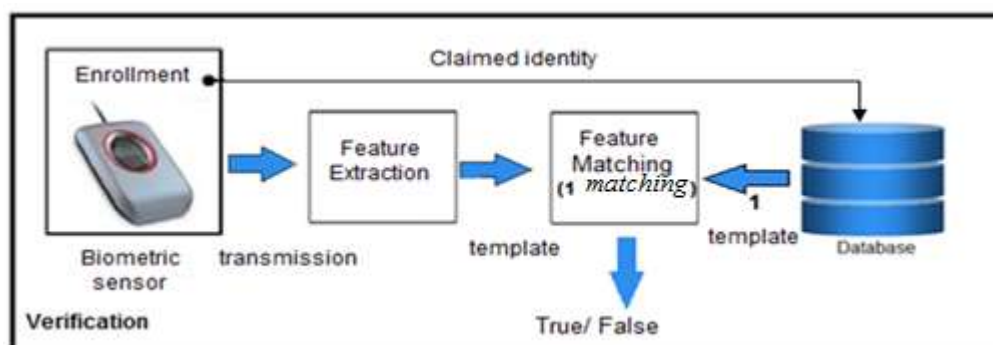 Enrollment
Claimed identity
Feature
Extraction
Feature
Matching
(1 matching)
1
Biometric
sensor
transmission
template
template
Database
Verification
True/ False